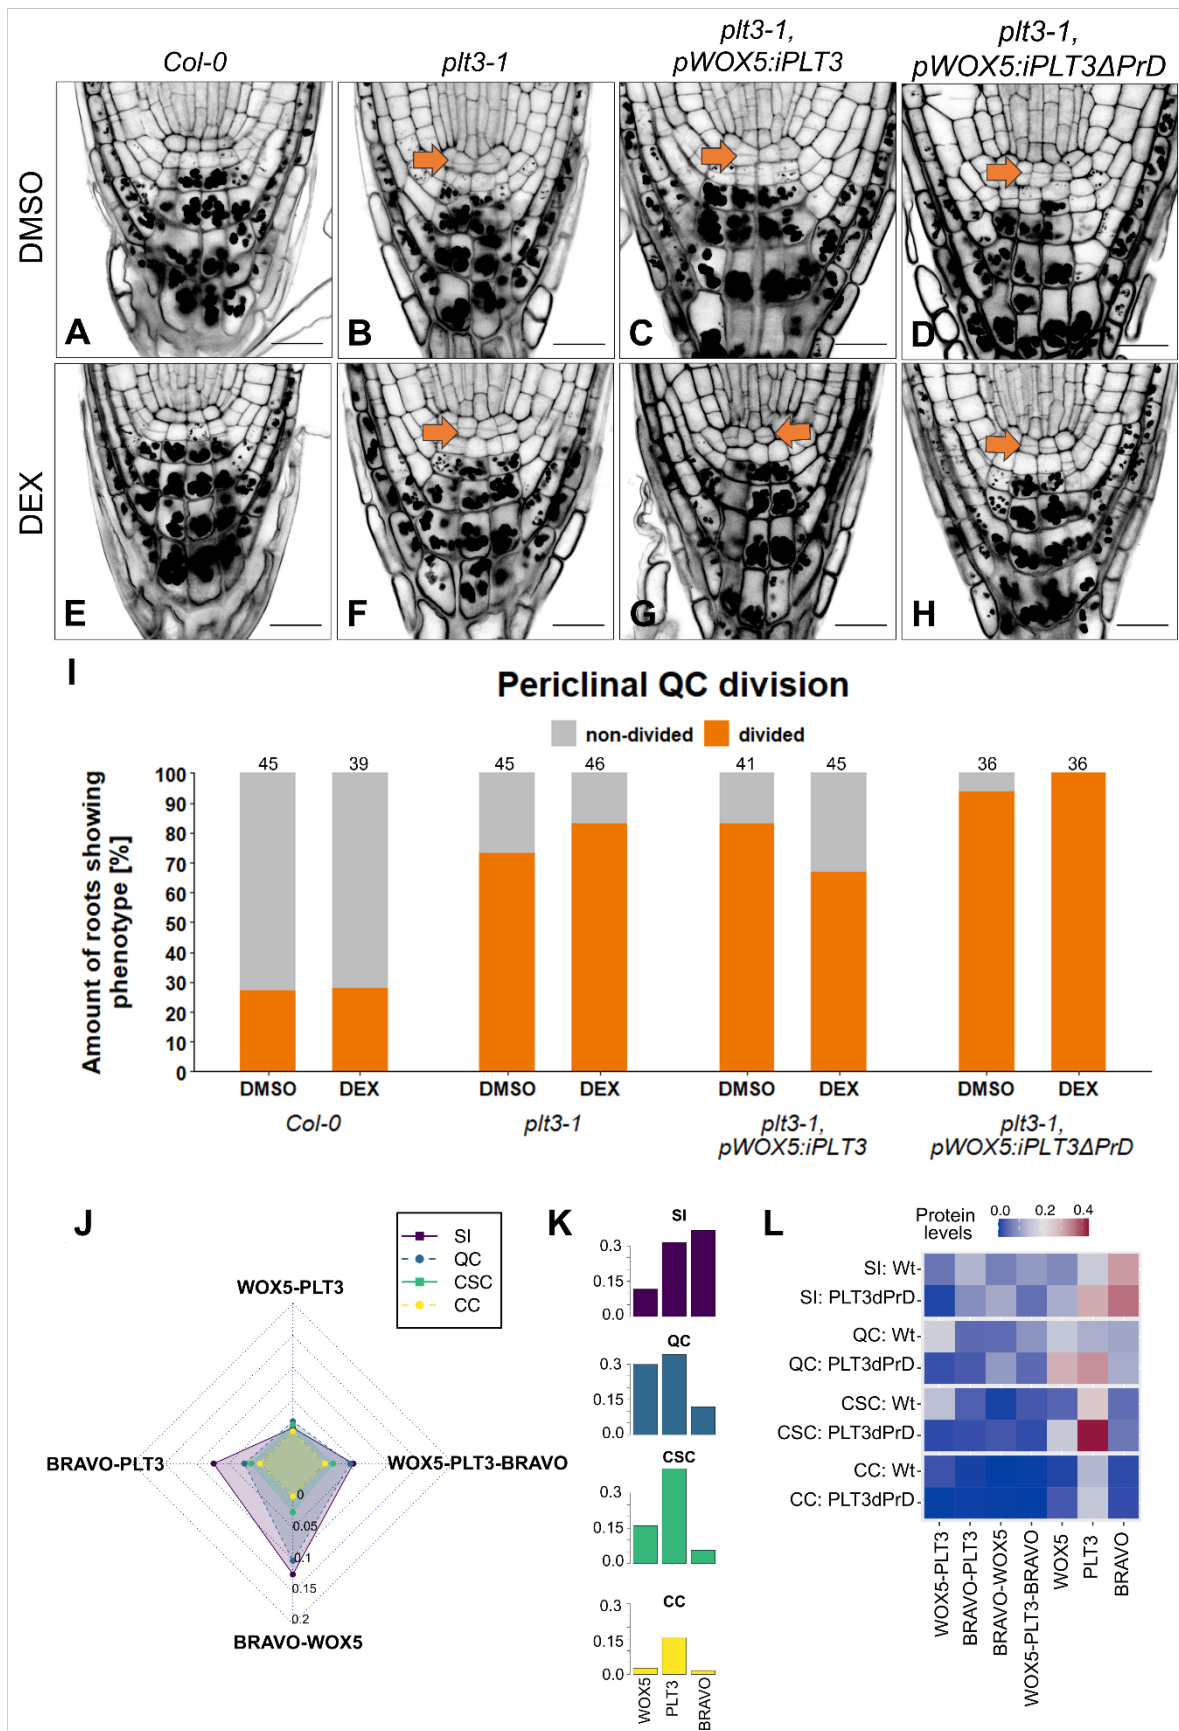 Col-0
plt3-1
plt3-1,
pWOX5:iPLT3
plt3-1,
pWOX5:iPLT3ΔPrD
DMSO
A
B
C
D
DEX
E
F
G
H
I
Periclinal QC division
non-divided
divided
Amount of roots showing
phenotype [%]
100
90
80
70
60
50
40
30
20
10
0
45
39
45
46
41
45
36
36
DMSO
DEX
DMSO
DEX
DMSO
DEX
DMSO
DEX
Col-0
plt3-1
plt3-1,
pWOX5:iPLT3
plt3-1,
pWOX5:iPLT3ΔPrD
J
SI
QC
CSC
CC
WOX5-PLT3
BRAVO-PLT3
WOX5-PLT3-BRAVO
0
0.05
0.1
0.15
0.2
BRAVO-WOX5
K
SI
0.3
0.15
0.0
QC
0.3
0.15
0.0
CSC
0.3
0.15
0.0
CC
0.3
0.15
0.0
WOX5
PLT3
BRAVO
L
Protein
levels
0.0
0.2
0.4
SI: Wt
SI: PLT3dPrD
QC: Wt
QC: PLT3dPrD
CSC: Wt
CSC: PLT3dPrD
CC: Wt
CC: PLT3dPrD
WOX5-PLT3
BRAVO-PLT3
BRAVO-WOX5
WOX5-PLT3-BRAVO
WOX5
PLT3
BRAVO